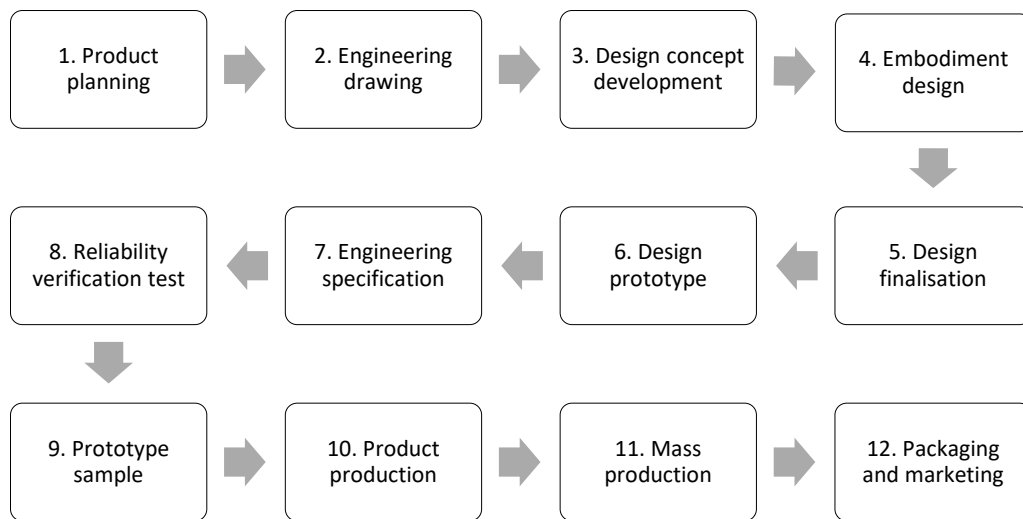 1. Product
planning
2. Engineering
drawing
3. Design concept
development
4. Embodiment
design
5. Design
finalisation
6. Design
prototype
7. Engineering
specification
8. Reliability
verification test
9. Prototype
sample
10. Product
production
11. Mass
production
12. Packaging
and marketing